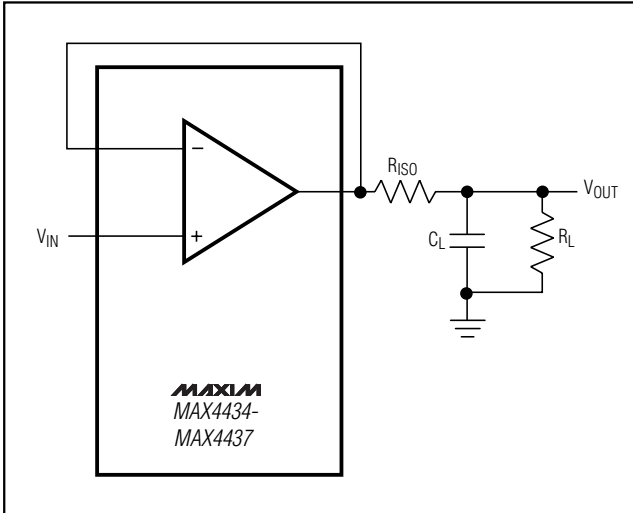 −
R_ISO
V_OUT
V_IN
+
C_L
R_L
MAXIM
MAX4434-
MAX4437